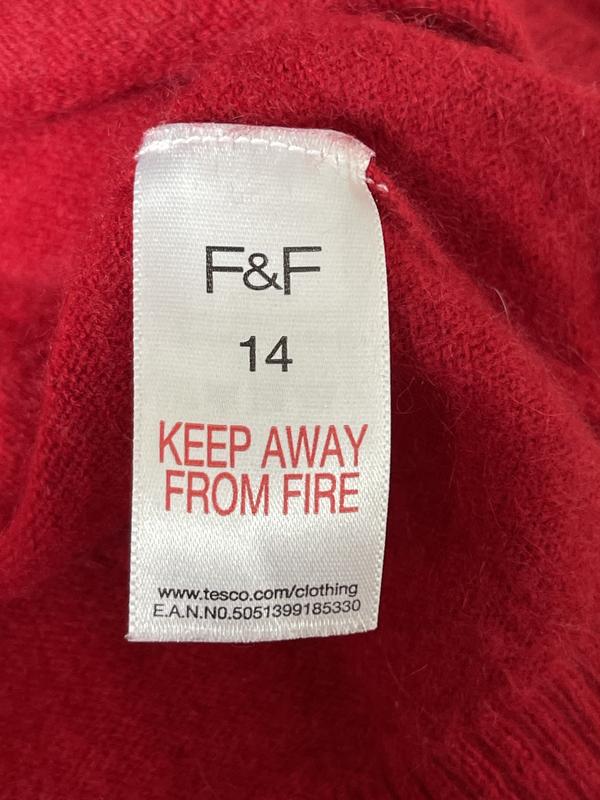 F&F
14
KEEP AWAY
FROM FIRE
www.tesco.com/clothing
E.A.N.N0.5051399185330